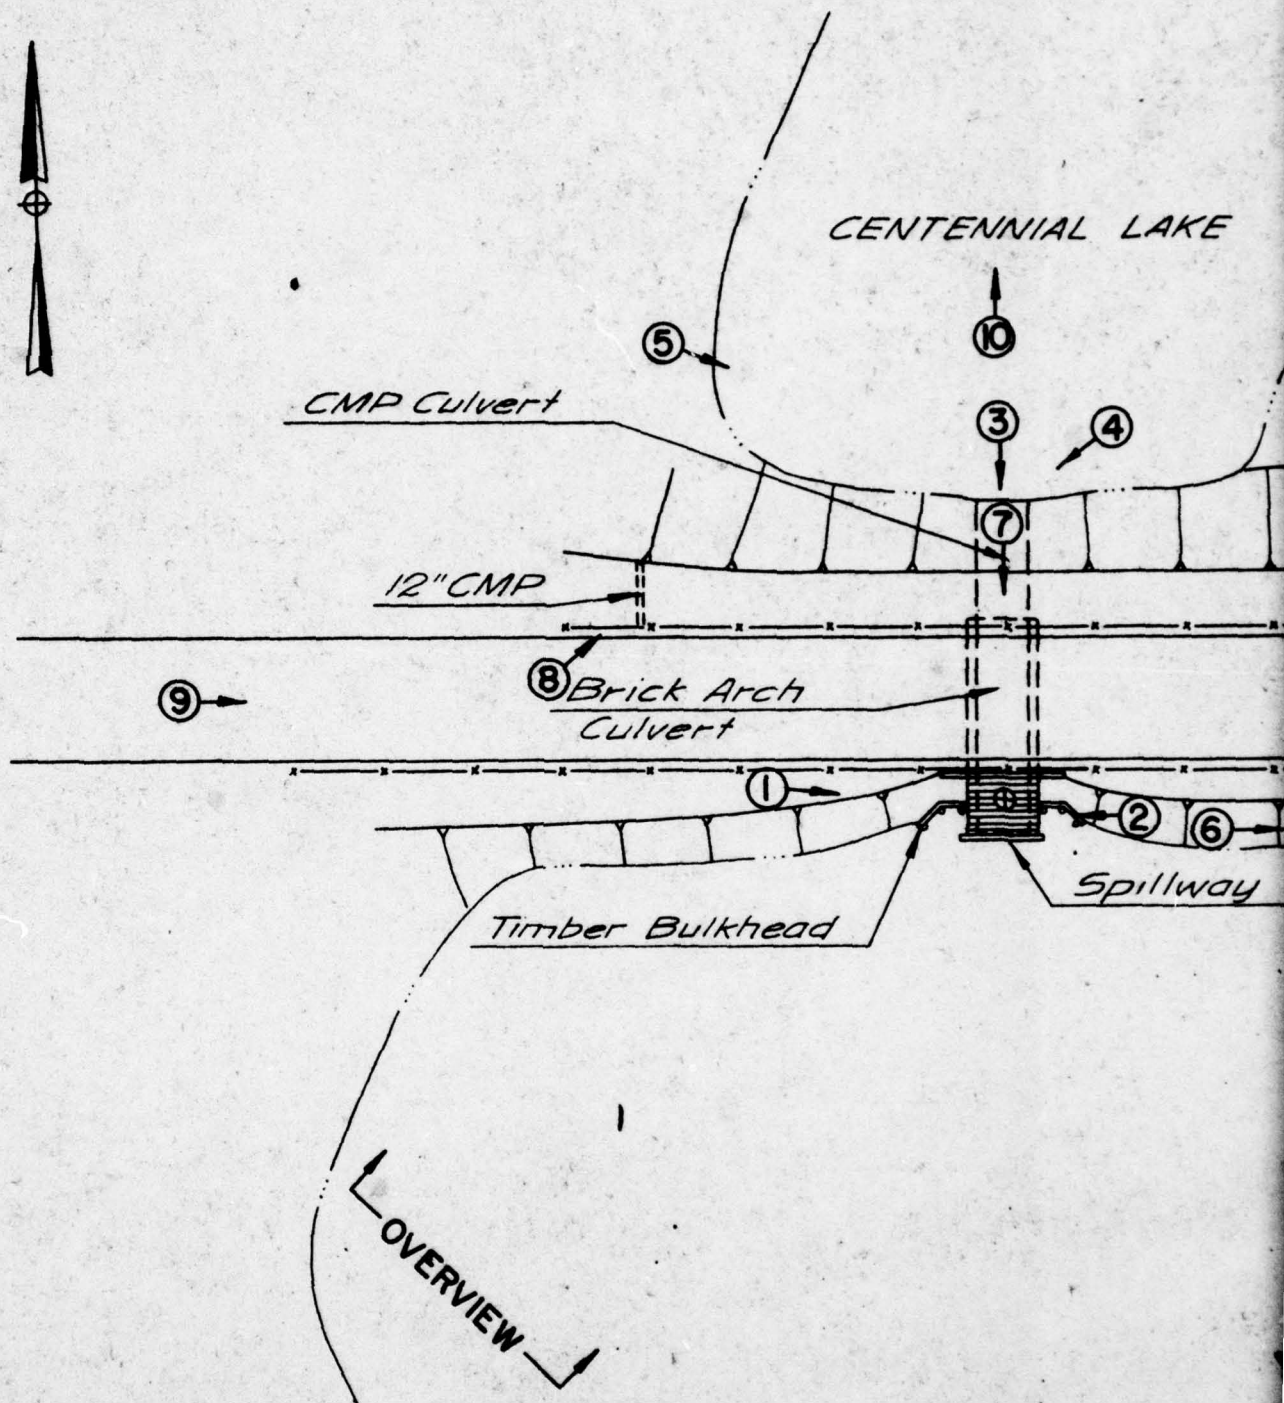 CENTENNIAL LAKE
10
5
CMP Culvert
3
4
7
12" CMP
8
Brick Arch
Culvert
9
1
2
6
Spillway
Timber Bulkhead
OVERVIEW